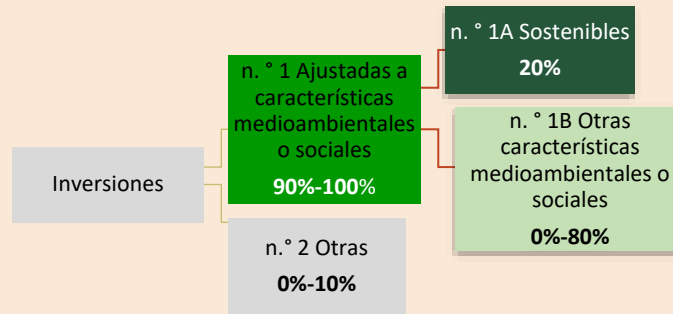 Inversiones
n. ° 1 Ajustadas a
características
medioambientales
o sociales
90%-100%
n.° 2 Otras
0%-10%
n. ° 1A Sostenibles
20%
n. ° 1B Otras
características
medioambientales o
sociales
0%-80%